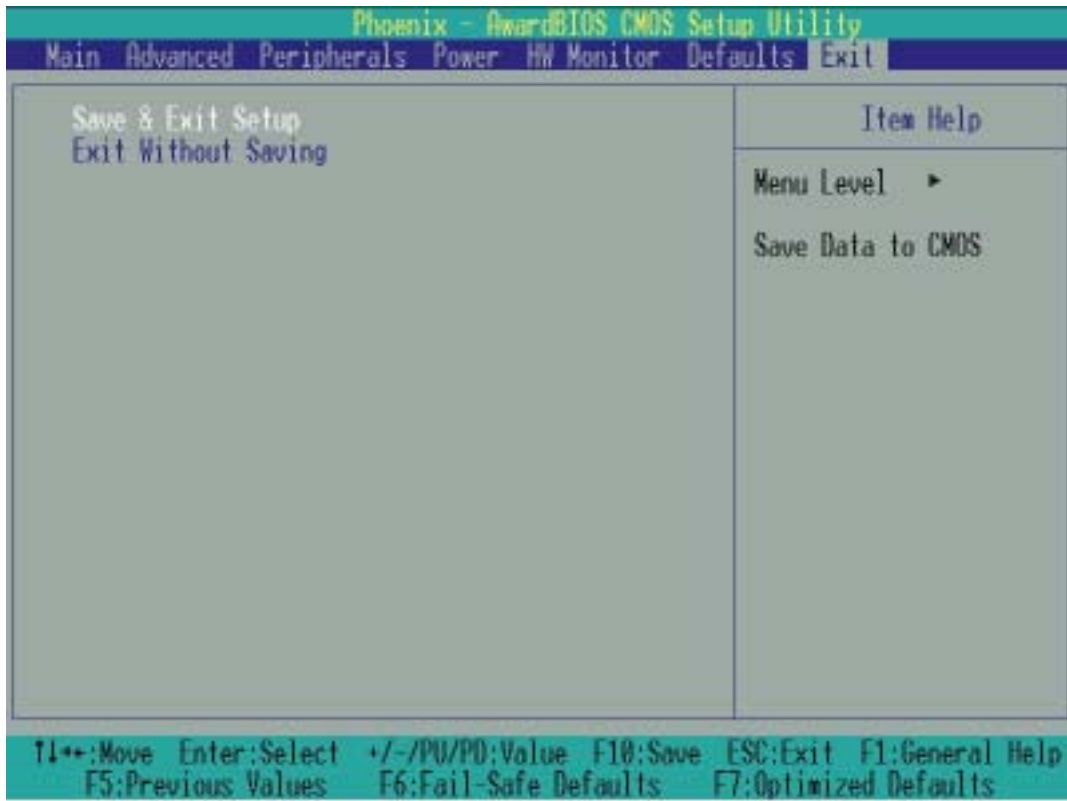 Phoenix - AwardBIOS CMOS Setup Utility
Main Advanced Peripherals Power HW Monitor Defaults Exit
Save & Exit Setup
Exit Without Saving
Item Help
Menu Level ►
Save Data to CMOS
↑↓→←:Move Enter:Select +/-/PU/PD:Value F10:Save ESC:Exit F1:General Help
F5:Previous Values F6:Fail-Safe Defaults F7:Optimized Defaults